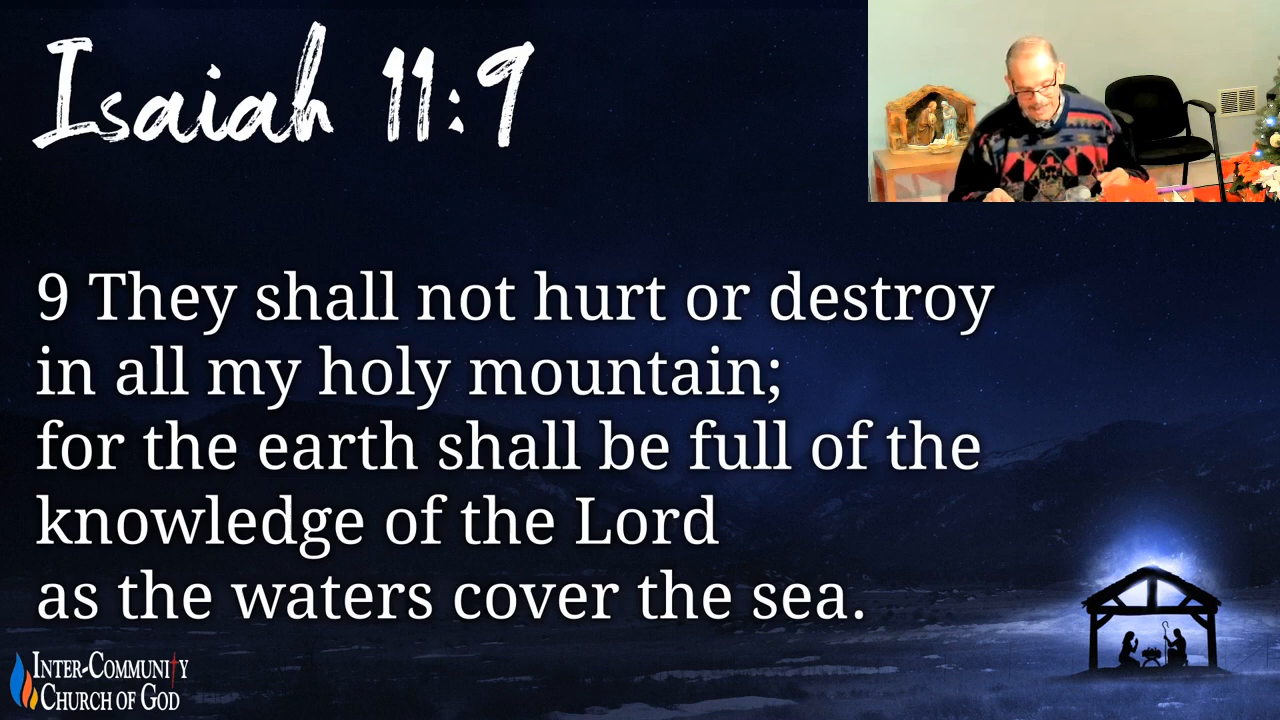 Isaiah 11:9
9 They shall not hurt or destroy
in all my holy mountain;
for the earth shall be full of the
knowledge of the Lord
as the waters cover the sea.
Inter-Community
Church of God